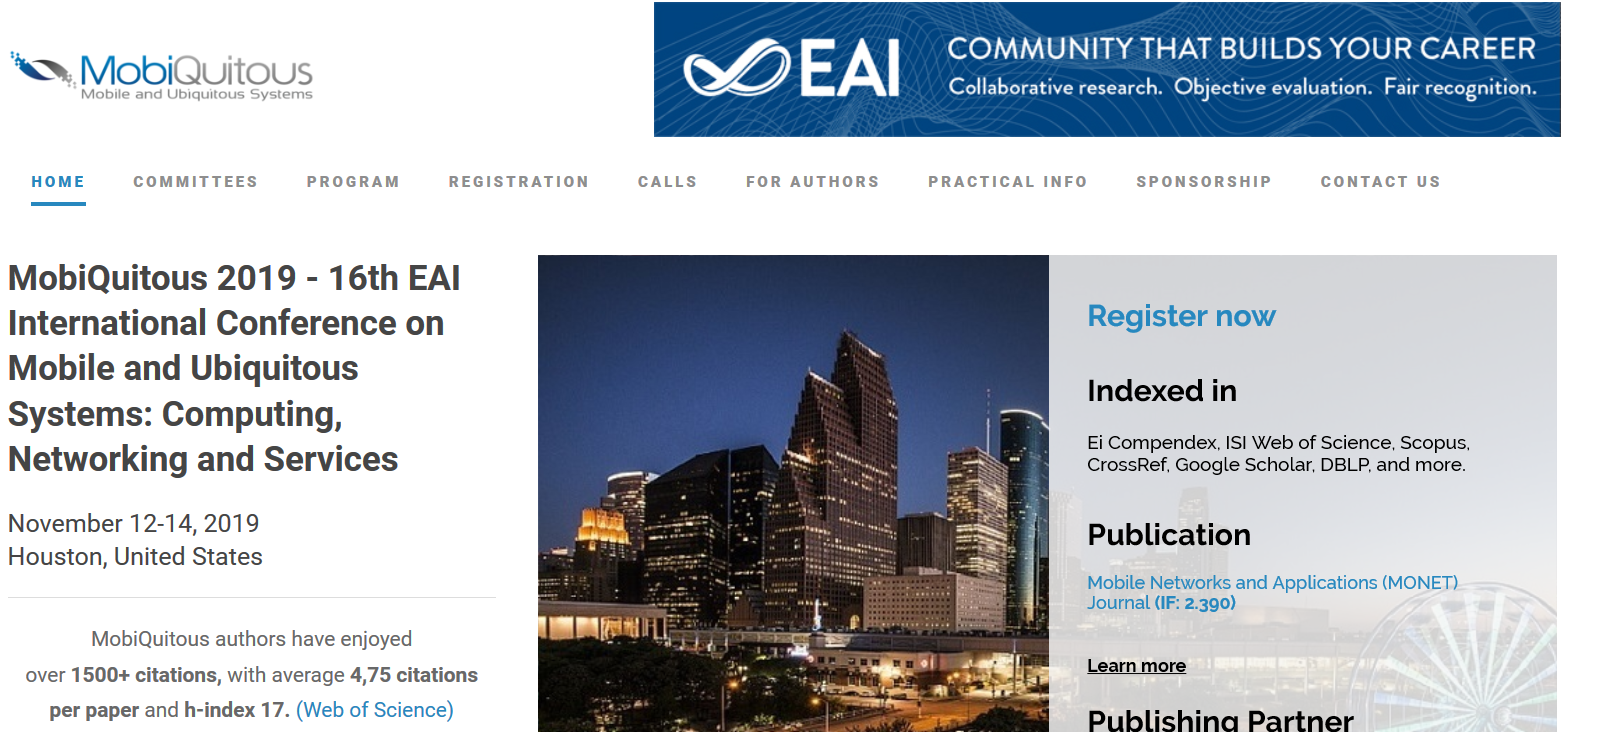 MobiQuitous
Mobile and Ubiquitous Systems
EAI
COMMUNITY THAT BUILDS YOUR CAREER
Collaborative research. Objective evaluation. Fair recognition.
HOME COMMITTEES PROGRAM REGISTRATION CALLS FOR AUTHORS PRACTICAL INFO SPONSORSHIP CONTACT US
MobiQuitous 2019 - 16th EAI
International Conference on
Mobile and Ubiquitous
Systems: Computing,
Networking and Services
November 12-14, 2019
Houston, United States
MobiQuitous authors have enjoyed
over 1500+ citations, with average 4,75 citations
per paper and h-index 17. (Web of Science)
Register now
Indexed in
Ei Compendex, ISI Web of Science, Scopus,
CrossRef, Google Scholar, DBLP, and more.
Publication
Mobile Networks and Applications (MONET)
Journal (IF: 2.390)
Learn more
Publishing Partner